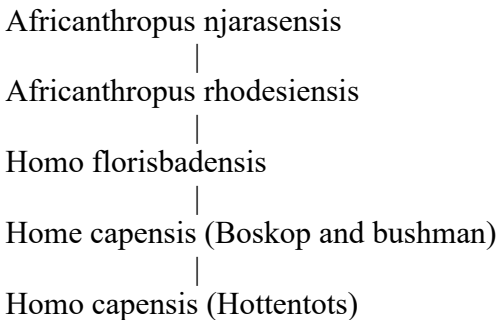 Africanthropus njarasensis
|
Africanthropus rhodesiensis
|
Homo florisbadensis
|
Home capensis (Boskop and bushman)
|
Homo capensis (Hottentots)